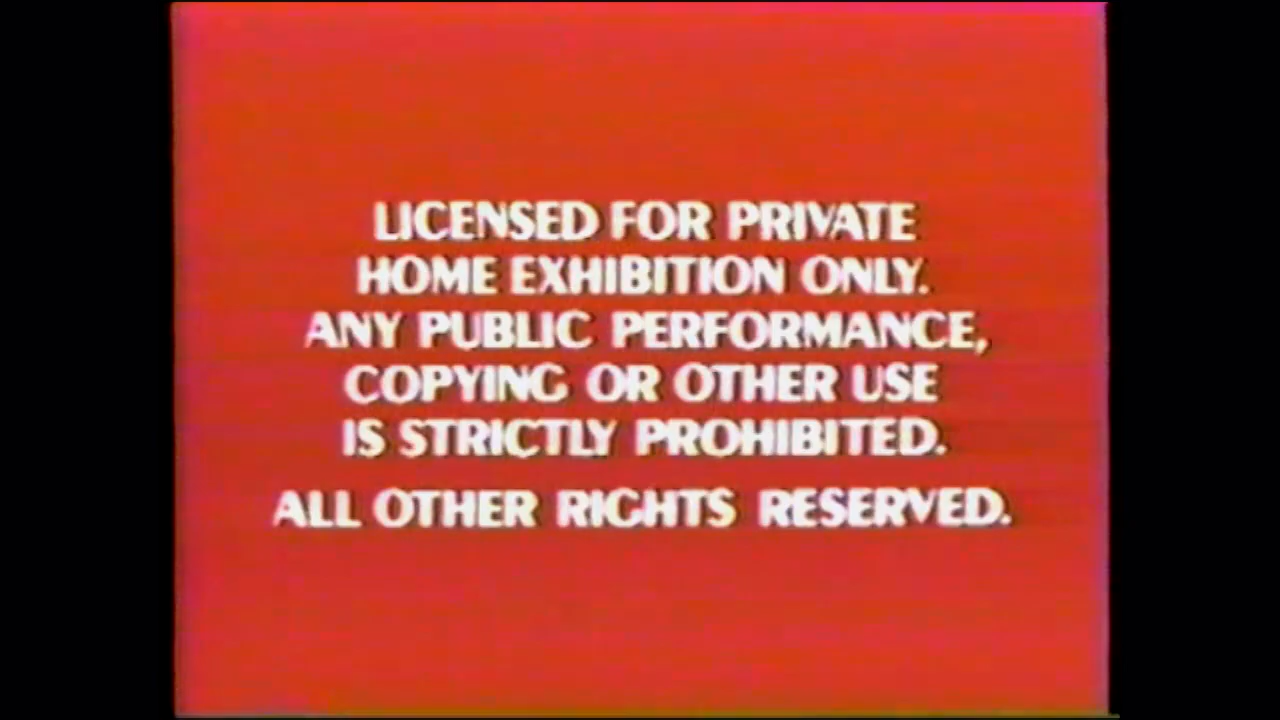 LICENSED FOR PRIVATE
HOME EXHIBITION ONLY.
ANY PUBLIC PERFORMANCE,
COPYING OR OTHER USE
IS STRICTLY PROHIBITED.
ALL OTHER RIGHTS RESERVED.